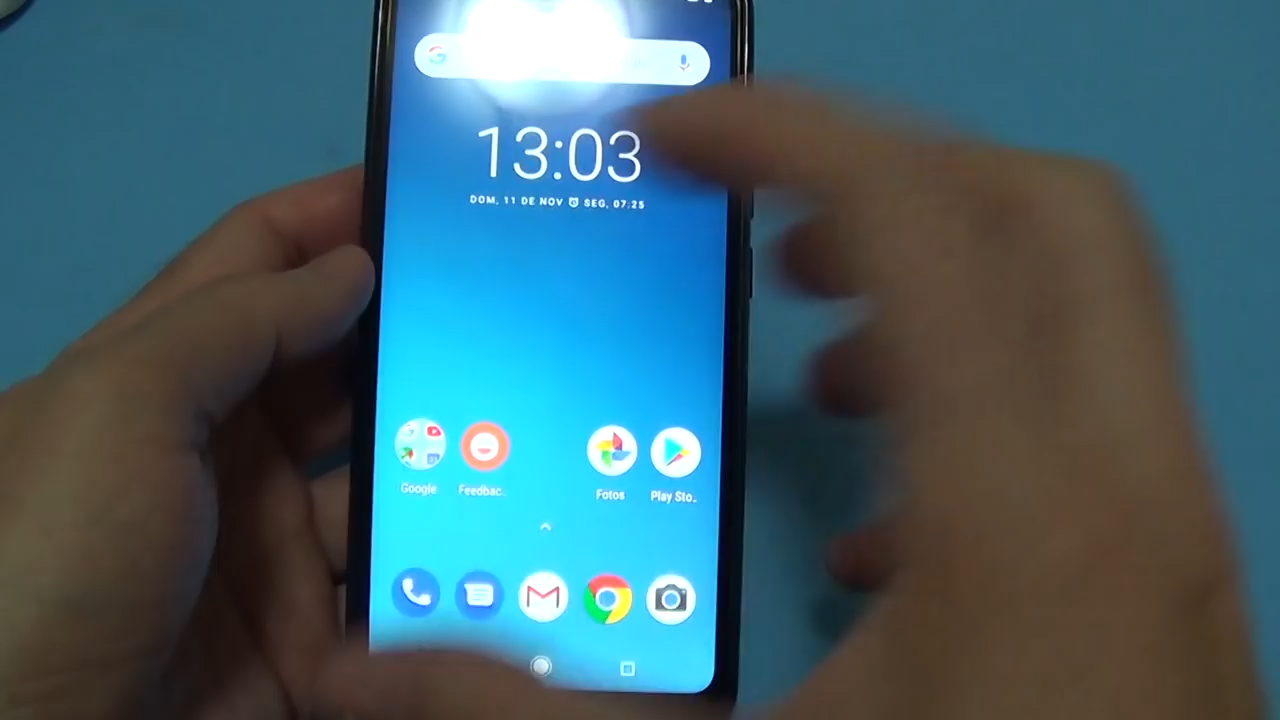 13:03
DOM, 11 DE NOV SEG, 07:25
Google
Feedbac.
Fotos
Play Sto.